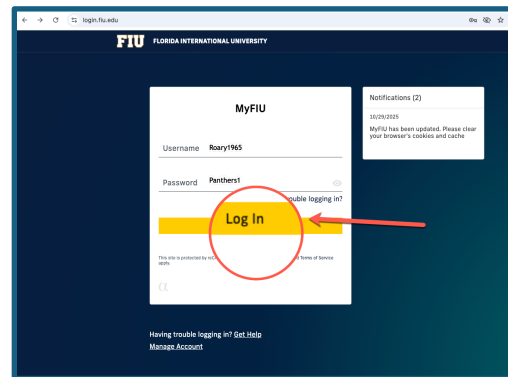 login.fiu.edu
FIU FLORIDA INTERNATIONAL UNIVERSITY
MyFIU
Username Roary1965
Password Panthers1
ouble logging in?
Log In
This site is protected by reC
d Terms of Service
apply.
Notifications (2)
10/29/2025
MyFIU has been updated. Please clear
your browser's cookies and cache
Having trouble logging in? Get Help
Manage Account